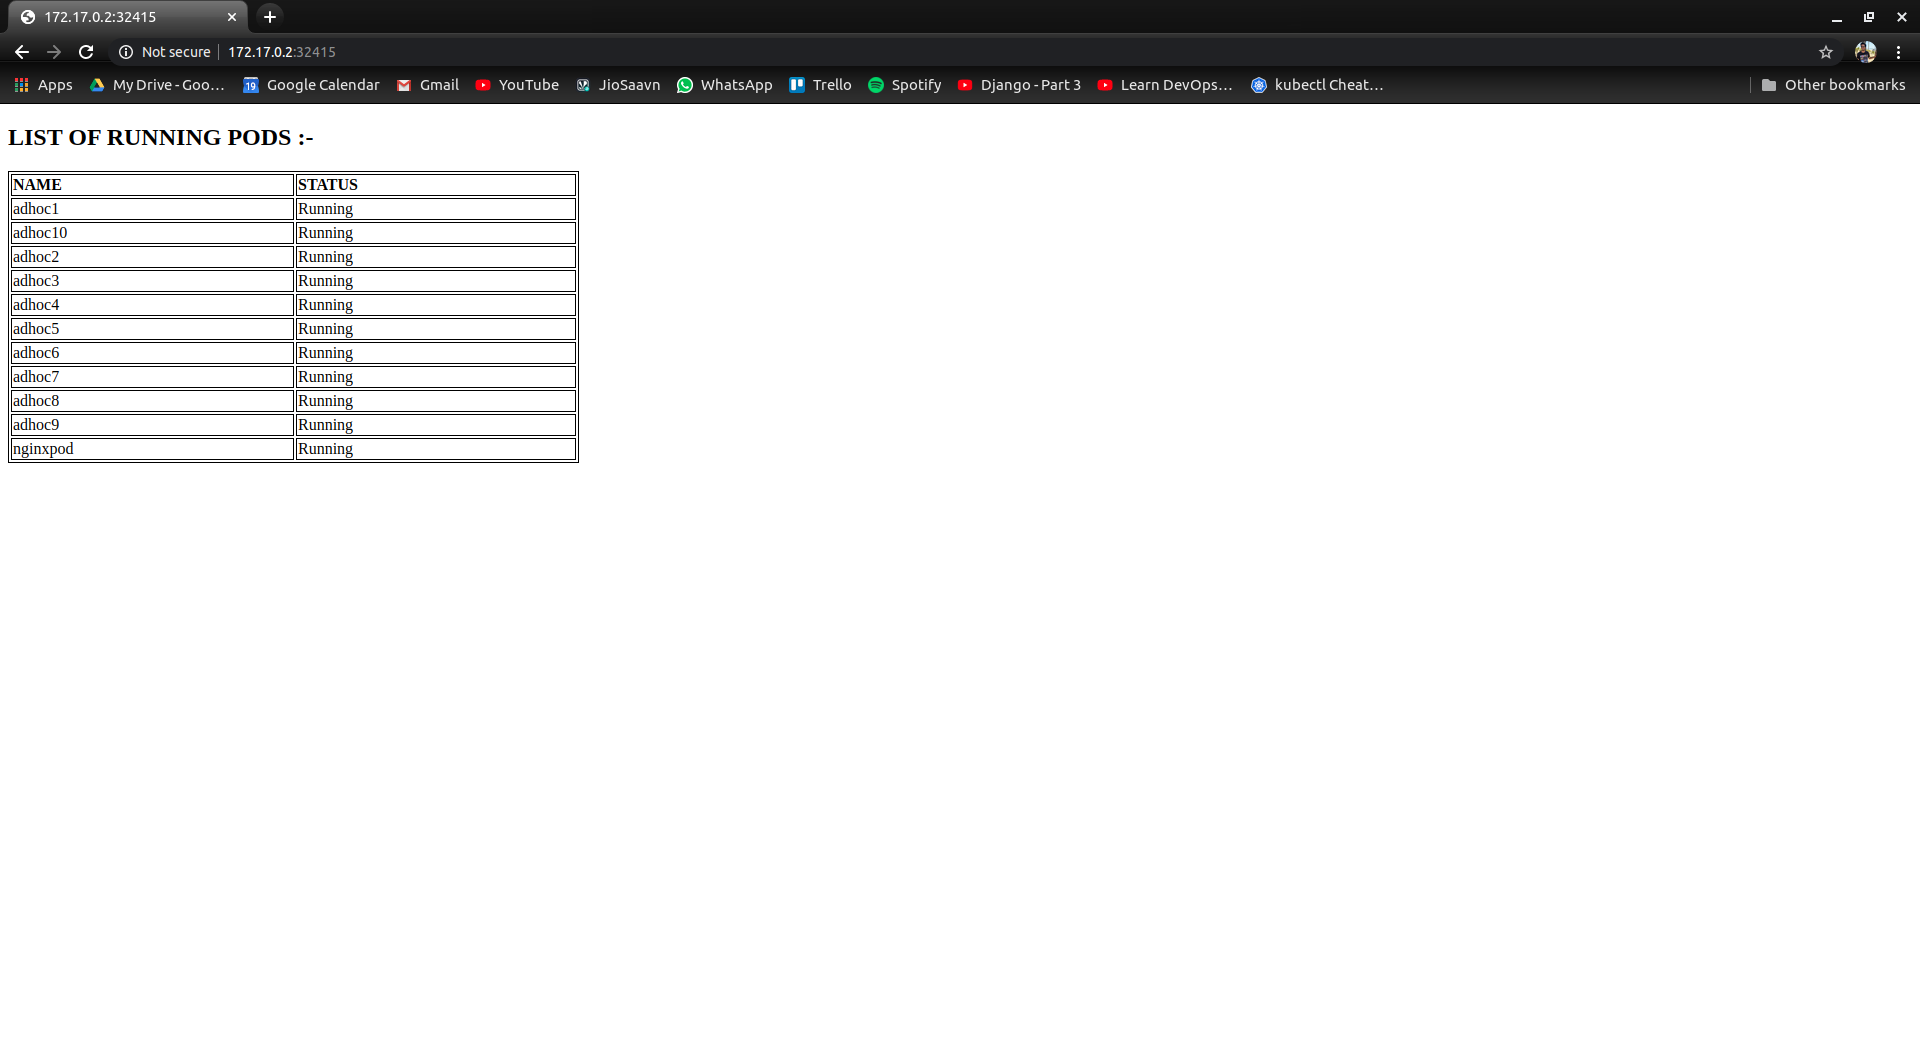 172.17.0.2:32415
Not secure 172.17.0.2:32415
Apps My Drive - Goo... 19 Google Calendar Gmail YouTube JioSaavn WhatsApp Trello Spotify Django - Part 3 Learn DevOps... kubectl Cheat... Other bookmarks
LIST OF RUNNING PODS :-
NAME STATUS
adhoc1 Running
adhoc10 Running
adhoc2 Running
adhoc3 Running
adhoc4 Running
adhoc5 Running
adhoc6 Running
adhoc7 Running
adhoc8 Running
adhoc9 Running
nginxpod Running